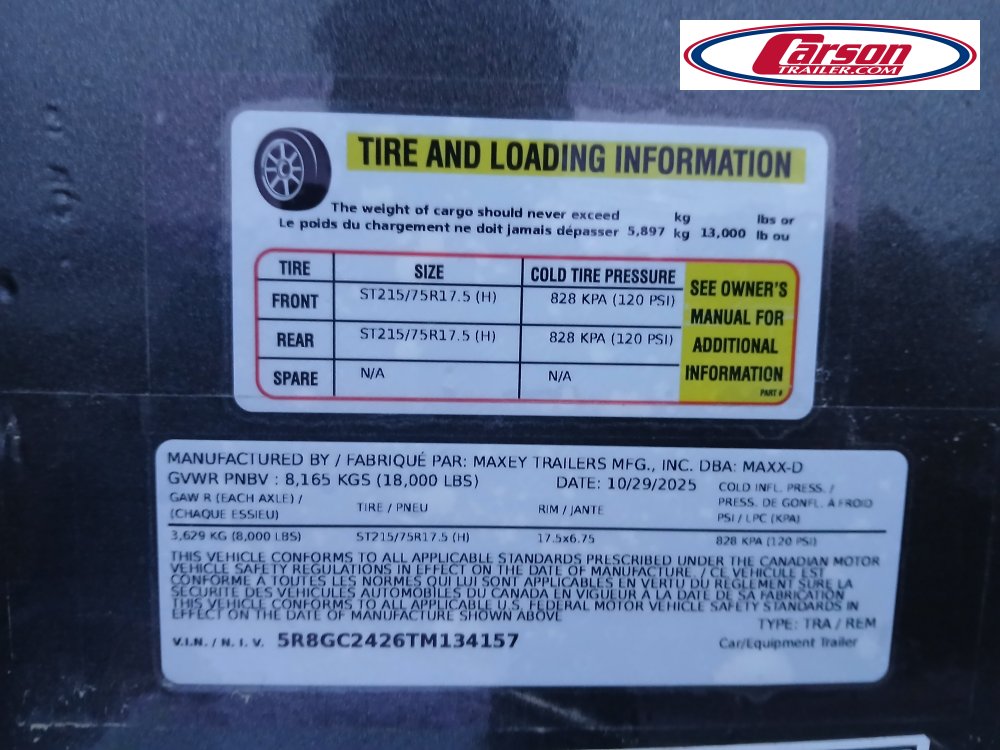 Carson
TRAILER.COM
TIRE AND LOADING INFORMATION
The weight of cargo should never exceed kg lbs or
Le poids du chargement ne doit jamais dépasser 5,897 kg 13,000 lb ou
TIRE SIZE COLD TIRE PRESSURE
FRONT ST215/75R17.5 (H) 828 KPA (120 PSI)
REAR ST215/75R17.5 (H) 828 KPA (120 PSI)
SPARE N/A N/A
SEE OWNER'S
MANUAL FOR
ADDITIONAL
INFORMATION
PART #
MANUFACTURED BY / FABRIQUÉ PAR: MAXEY TRAILERS MFG., INC. DBA: MAXX-D
GVWR PNBV : 8,165 KGS (18,000 LBS) DATE: 10/29/2025
GAW R (EACH AXLE) /
(CHAQUE ESSIEU)
TIRE / PNEU
RIM / JANTE
COLD INFL. PRESS. /
PRESS. DE GONFL. A FROID
PSI / LPC (KPA)
3,629 KG (8,000 LBS) ST215/75R17.5 (H) 17.5x6.75 828 KPA (120 PSI)
THIS VEHICLE CONFORMS TO ALL APPLICABLE STANDARDS PRESCRIBED UNDER THE CANADIAN MOTOR
VEHICLE SAFETY REGULATIONS IN EFFECT ON THE DATE OF MANUFACTURE. / CE VEHICULE EST
CONFORME A TOUTES LES NORMES QUI LUI SONT APPLICABLES EN VERTU DU REGLEMENT SUR LA
SECURITE DES VEHICULES AUTOMOBILES DU CANADA EN VIGUEUR A LA DATE DE SA FABRICATION
THIS VEHICLE CONFORMS TO ALL APPLICABLE U.S. FEDERAL MOTOR VEHICLE SAFETY STANDARDS IN
EFFECT ON THE DATE OF MANUFACTURE SHOWN ABOVE
TYPE: TRA / REM
V.I.N. / N. I. V. 5R8GC2426TM134157 Car/Equipment Trailer